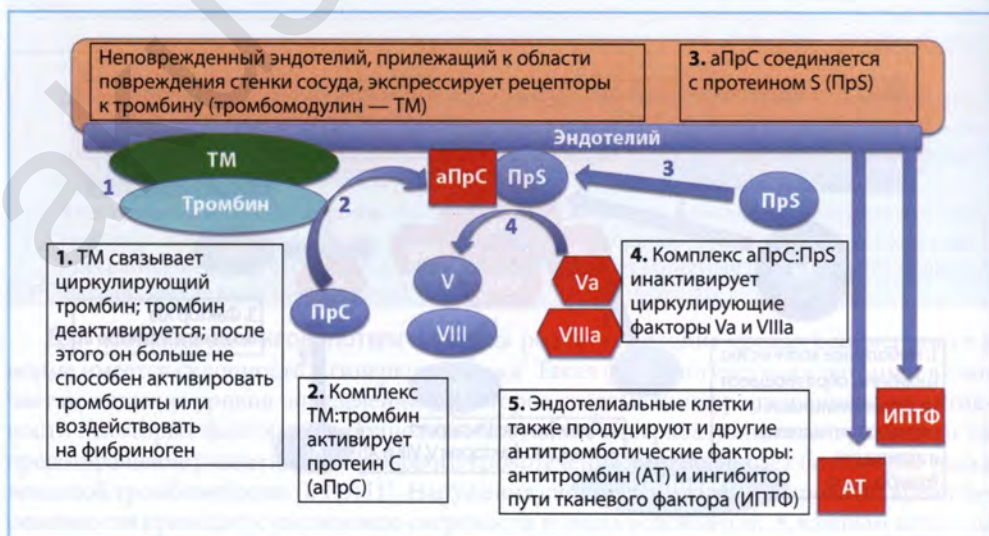 Неповрежденный эндотелий, прилежащий к области
повреждения стенки сосуда, экспрессирует рецепторы
к тромбину (тромбомодулин — ТМ)
3. аПрС соединяется
с протеином S (ПрS)
Эндотелий
ТМ
Тромбин
1
2
аПрС
ПрS
3
ПрS
4
ПрС
V
VIII
Va
VIIIa
1. ТМ связывает
циркулирующий
тромбин; тромбин
деактивируется; после
этого он больше не
способен активировать
тромбоциты или
воздействовать
на фибриноген
2. Комплекс
ТМ:тромбин
активирует
протеин С
(аПрС)
4. Комплекс аПрС:ПрS
инактивирует
циркулирующие
факторы Va и VIIIa
5. Эндотелиальные клетки
также продуцируют и другие
антитромботические факторы:
антитромбин (АТ) и ингибитор
пути тканевого фактора (ИПТФ)
ИПТФ
АТ